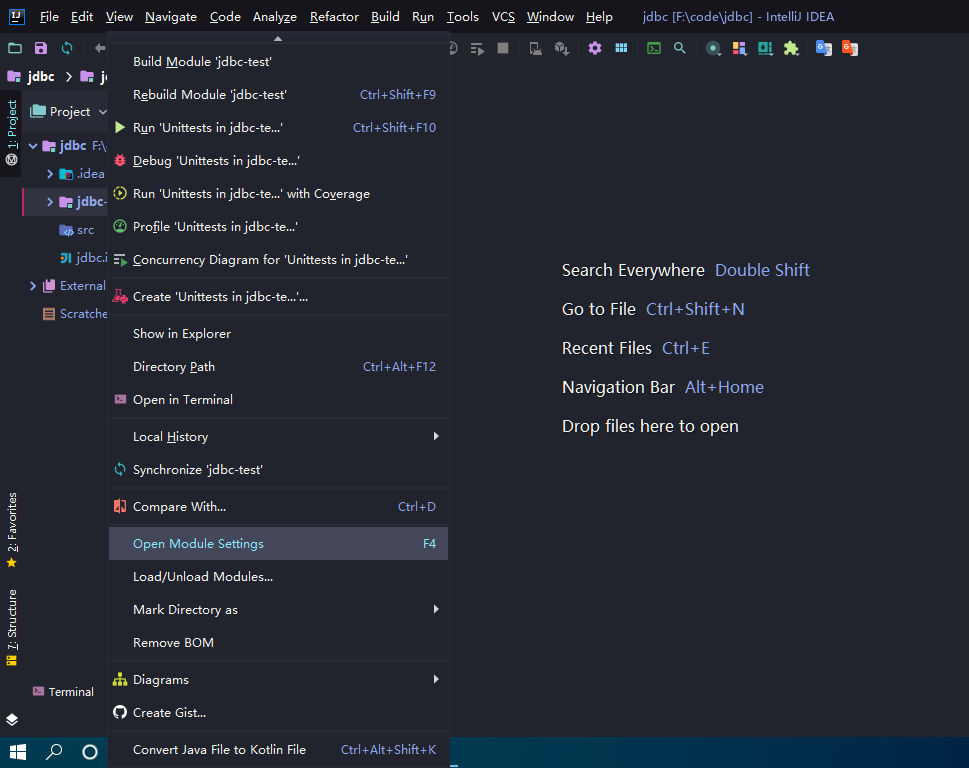 File Edit View Navigate Code Analyze Refactor Build Run Tools VCS Window Help jdbc [F:\code\jdbc] - IntelliJ IDEA
jdbc
1: Project
Project
jdbc F:\
.idea
jdbc-
src
jdbc.i
External
Scratche
2: Favorites
7: Structure
Terminal
Build Module 'jdbc-test'
Rebuild Module 'jdbc-test' Ctrl+Shift+F9
Run 'Unittests in jdbc-te...' Ctrl+Shift+F10
Debug 'Unittests in jdbc-te...'
Run 'Unittests in jdbc-te...' with Coverage
Profile 'Unittests in jdbc-te...'
Concurrency Diagram for 'Unittests in jdbc-te...'
Create 'Unittests in jdbc-te...'...
Show in Explorer
Directory Path Ctrl+Alt+F12
Open in Terminal
Local History
Synchronize 'jdbc-test'
Compare With... Ctrl+D
Open Module Settings F4
Load/Unload Modules...
Mark Directory as
Remove BOM
Diagrams
Create Gist...
Convert Java File to Kotlin File Ctrl+Alt+Shift+K
Search Everywhere Double Shift
Go to File Ctrl+Shift+N
Recent Files Ctrl+E
Navigation Bar Alt+Home
Drop files here to open